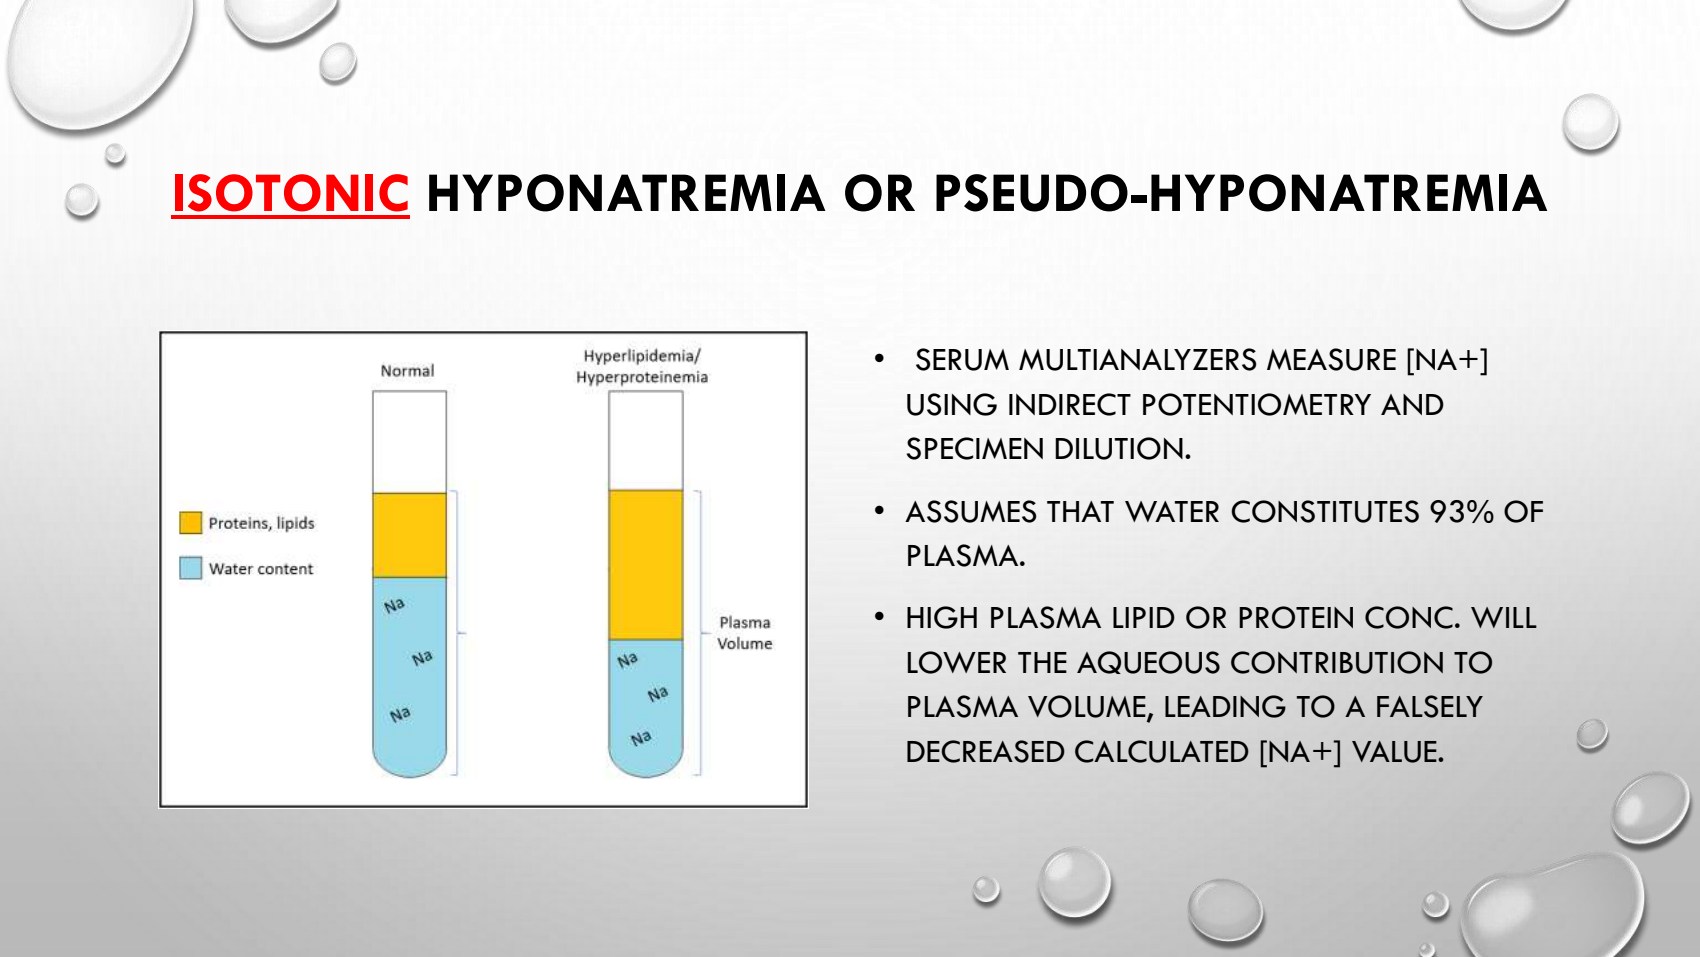 ISOTONIC HYPONATREMIA OR PSEUDO-HYPONATREMIA
Normal
Hyperlipidemia/
Hyperproteinemia
Proteins, lipids
Water content
Na
Na
Na
Na
Na
Na
Plasma
Volume
• SERUM MULTIANALYZERS MEASURE [NA+]
USING INDIRECT POTENTIOMETRY AND
SPECIMEN DILUTION.
• ASSUMES THAT WATER CONSTITUTES 93% OF
PLASMA.
• HIGH PLASMA LIPID OR PROTEIN CONC. WILL
LOWER THE AQUEOUS CONTRIBUTION TO
PLASMA VOLUME, LEADING TO A FALSELY
DECREASED CALCULATED [NA+] VALUE.